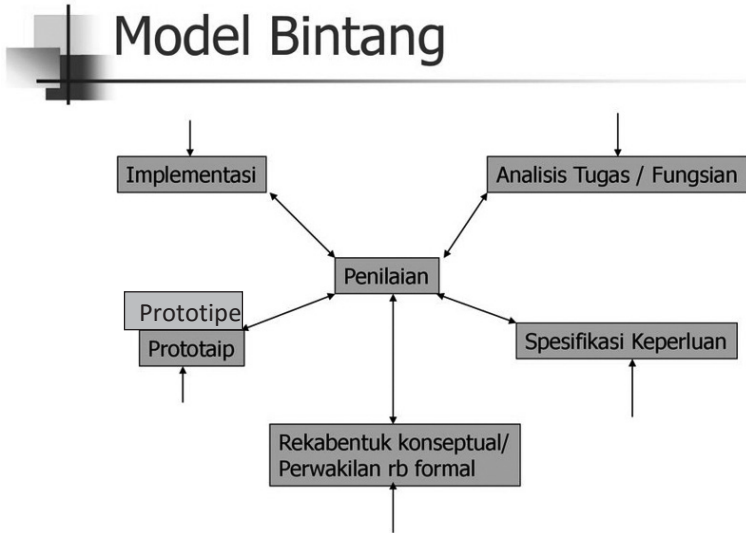 Model Bintang
Implementasi
Analisis Tugas / Fungsian
Penilaian
Prototipe
Prototaip
Spesifikasi Keperluan
Rekabentuk konseptual/
Perwakilan rb formal